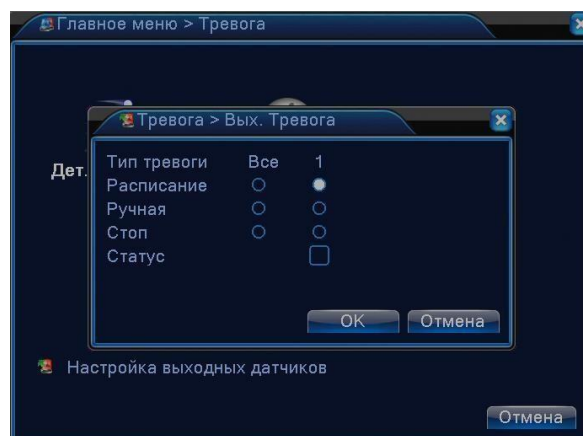 Главное меню > Тревога
Тревога > Вых. Тревога
Дет.
Тип тревоги Все 1
Расписание
Ручная
Стоп
Статус
OK Отмена
Настройка выходных датчиков
Отмена